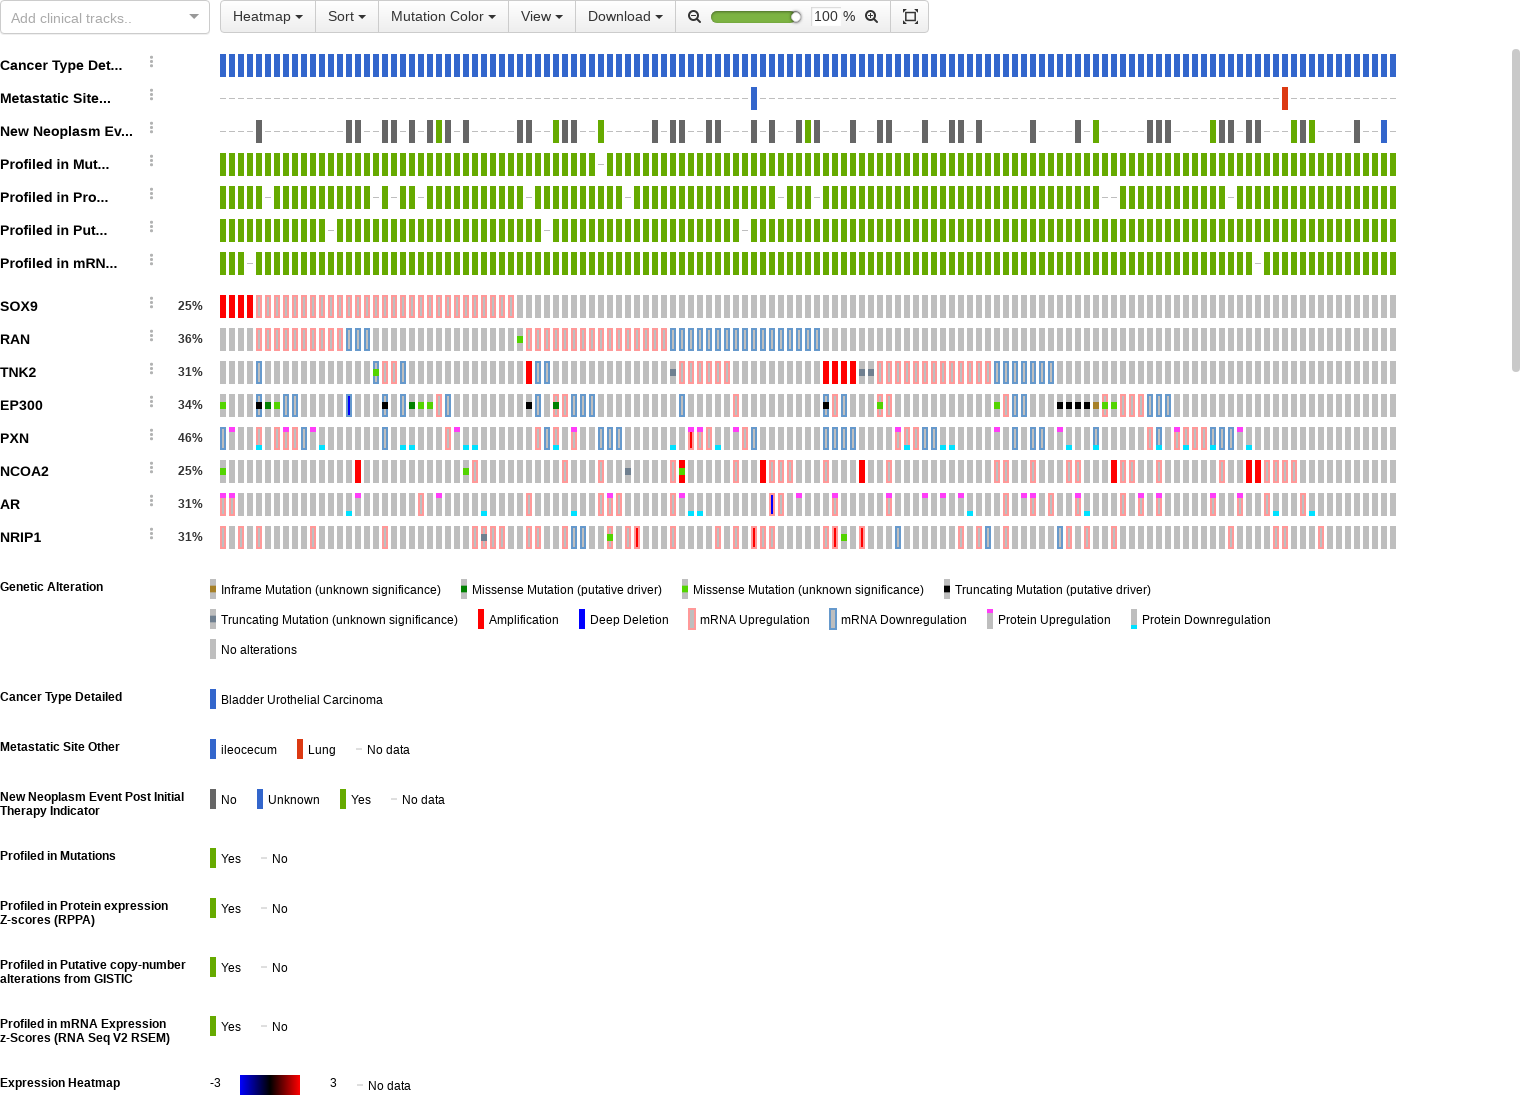 Add clinical tracks..
Heatmap Sort Mutation Color View Download 100 %
Cancer Type Det...
Metastatic Site...
New Neoplasm Ev...
Profiled in Mut...
Profiled in Pro...
Profiled in Put...
Profiled in mRN...
SOX9 25%
RAN 36%
TNK2 31%
EP300 34%
PXN 46%
NCOA2 25%
AR 31%
NRIP1 31%
Genetic Alteration Inframe Mutation (unknown significance) Missense Mutation (putative driver) Missense Mutation (unknown significance) Truncating Mutation (putative driver)
Truncating Mutation (unknown significance) Amplification Deep Deletion mRNA Upregulation mRNA Downregulation Protein Upregulation Protein Downregulation
No alterations
Cancer Type Detailed Bladder Urothelial Carcinoma
Metastatic Site Other ileocecum Lung No data
New Neoplasm Event Post Initial
Therapy Indicator No Unknown Yes No data
Profiled in Mutations Yes No
Profiled in Protein expression
Z-scores (RPPA) Yes No
Profiled in Putative copy-number
alterations from GISTIC Yes No
Profiled in mRNA Expression
z-Scores (RNA Seq V2 RSEM) Yes No
Expression Heatmap -3 3 No data